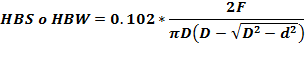 HBS o HBW = 0.102 * 2F / πD(D − √D² − d²)